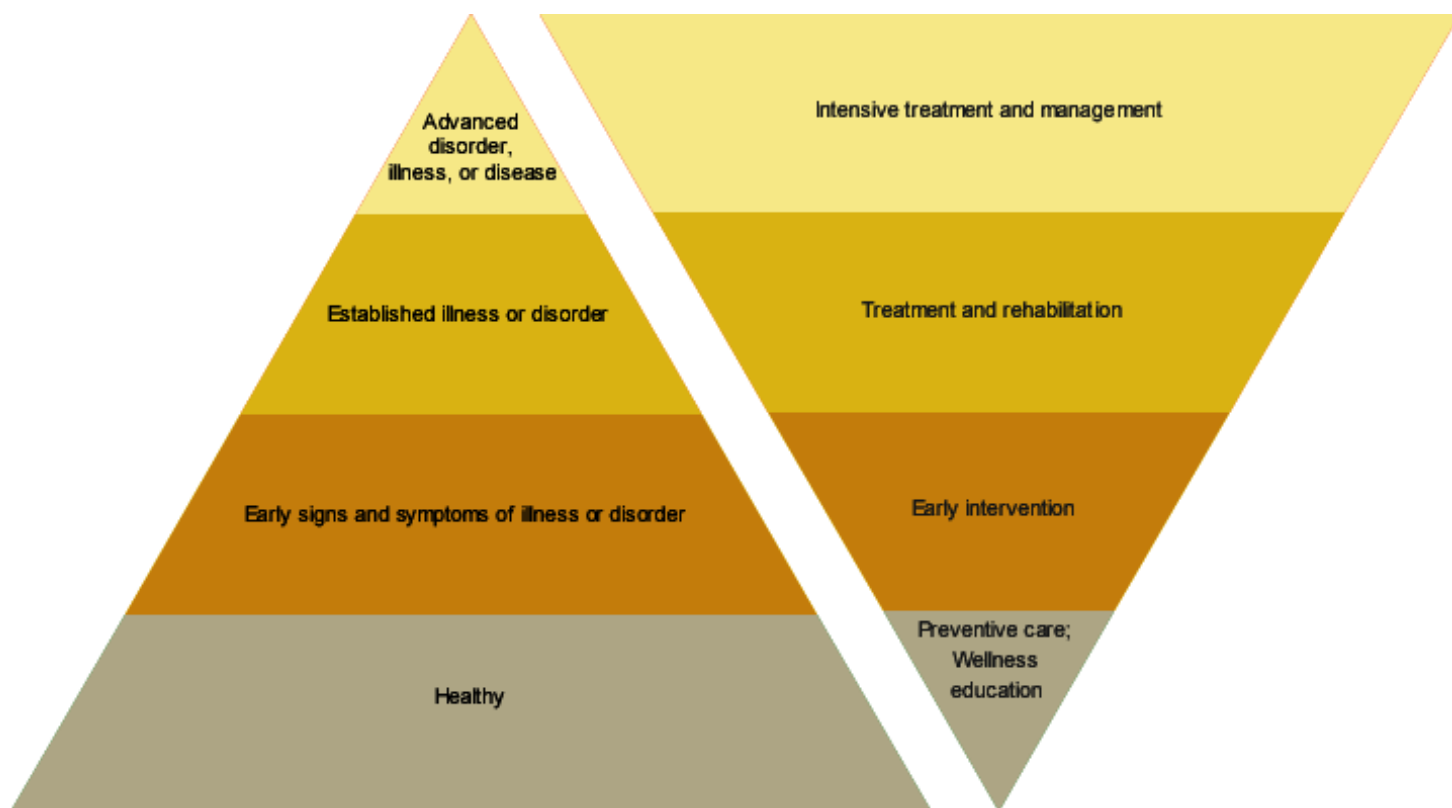 Advanced
disorder,
illness, or disease
Established illness or disorder
Early signs and symptoms of illness or disorder
Healthy
Intensive treatment and management
Treatment and rehabilitation
Early intervention
Preventive care;
Wellness
education